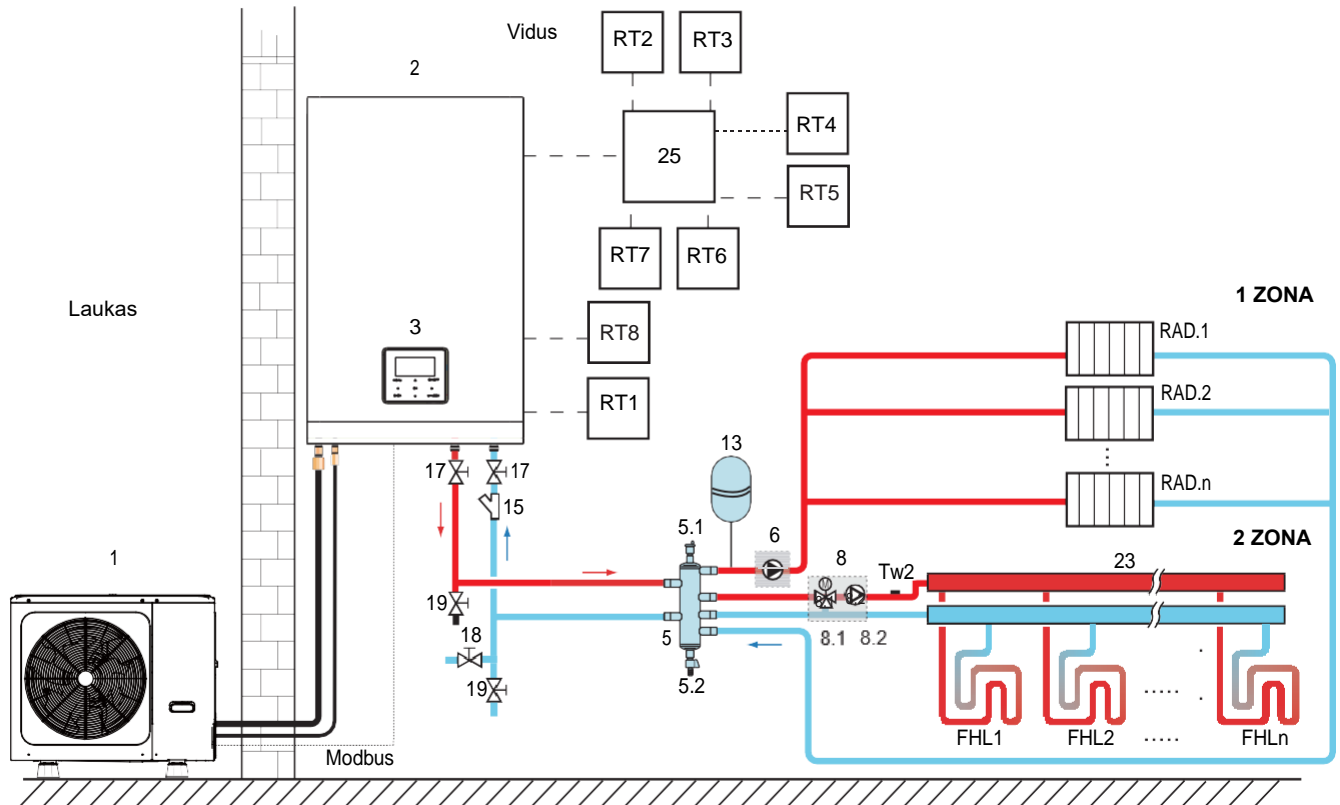 Vidus
RT2
RT3
2
RT4
25
RT5
RT7
RT6
Laukas
1 ZONA
3
RT8
RAD.1
RT1
RAD.2
13
17
17
RAD.n
15
5.1
6
2 ZONA
1
8
Tw2
23
M
19
5
8.1
8.2
18
19
5.2
FHL1
FHL2
FHLn
Modbus